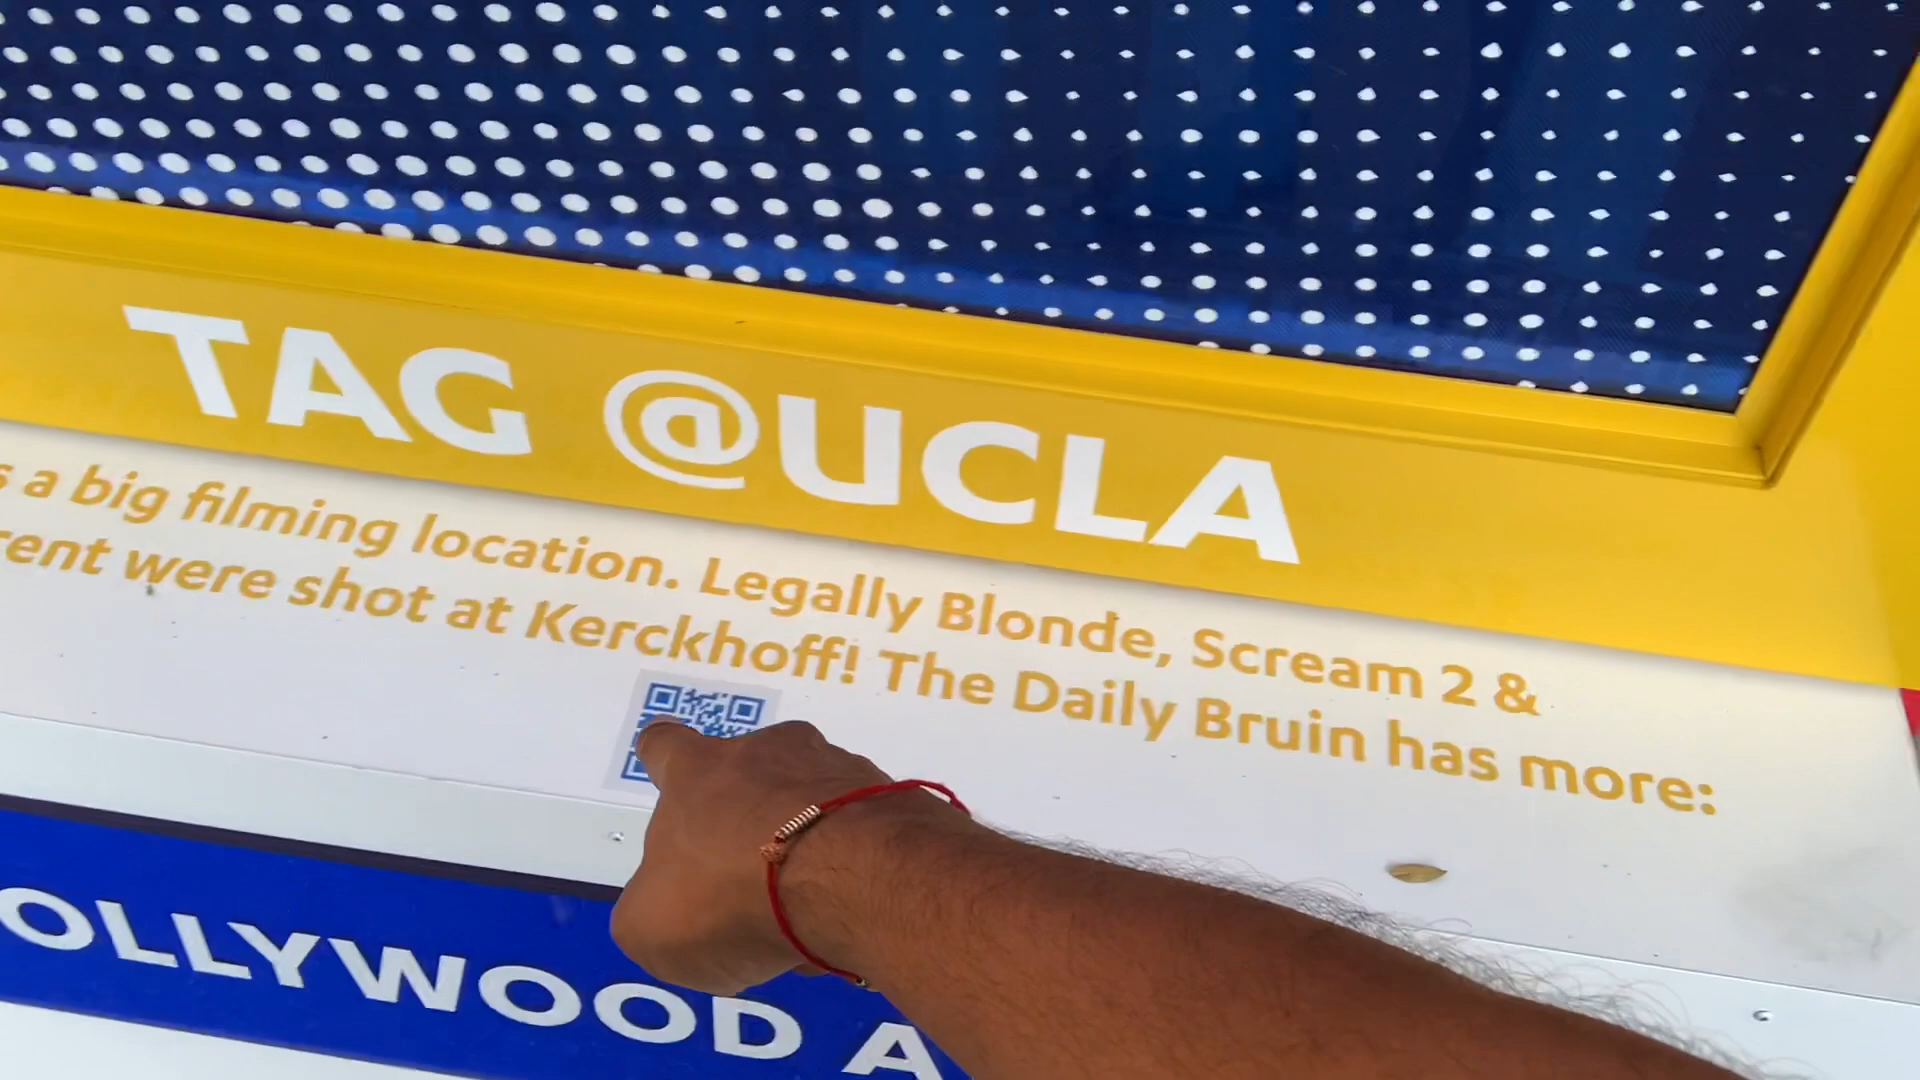 TAG @UCLA
a big filming location. Legally Blonde, Scream 2 &
were shot at Kerckhoff! The Daily Bruin has more:
OLLYWOOD A